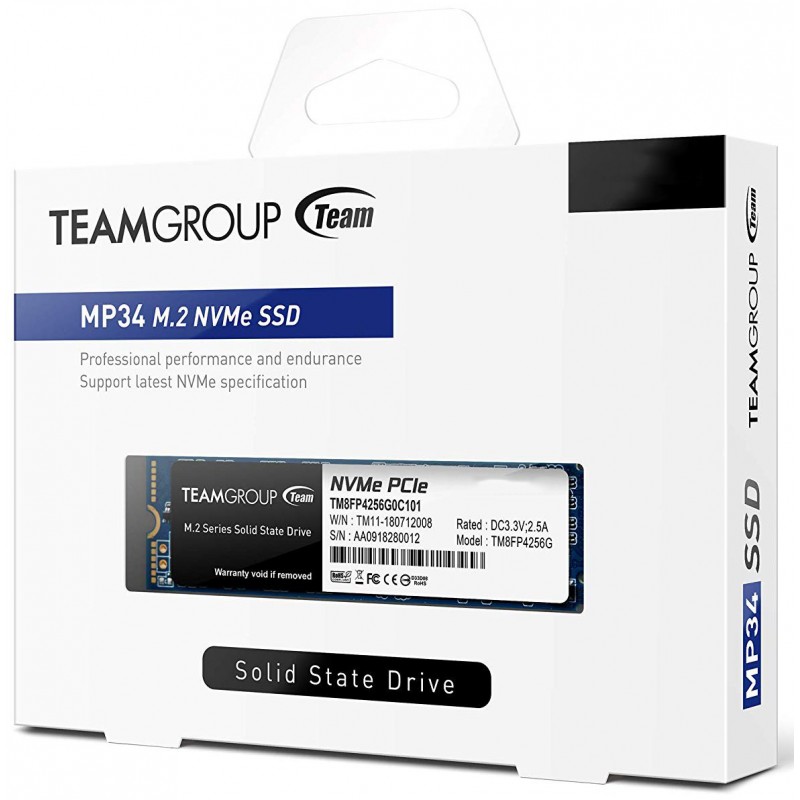 TEAMGROUP Team
MP34 M.2 NVMe SSD
Professional performance and endurance
Support latest NVMe specification
TEAMGROUP Team
M.2 Series Solid State Drive
Warranty void if removed
NVMe PCIe
TM8FP4256G0C101
W/N : TM11-180712008
S/N : AA0918280012
Rated : DC3.3V;2.5A
Model : TM8FP4256G
RoHS
Solid State Drive
TEAMGROUP Team
MP34 SSD